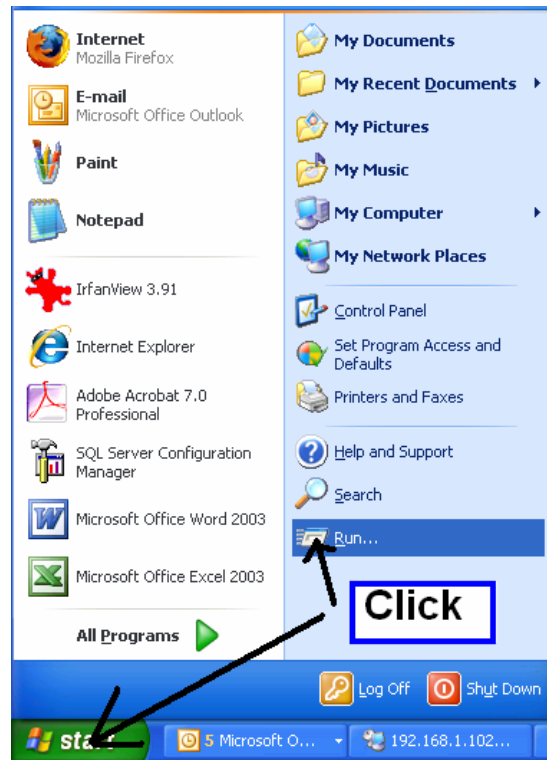 Internet
Mozilla Firefox
E-mail
Microsoft Office Outlook
Paint
Notepad
IrfanView 3.91
Internet Explorer
Adobe Acrobat 7.0
Professional
SQL Server Configuration
Manager
Microsoft Office Word 2003
Microsoft Office Excel 2003
All Programs
My Documents
My Recent Documents
My Pictures
My Music
My Computer
My Network Places
Control Panel
Set Program Access and
Defaults
Printers and Faxes
Help and Support
Search
Run...
Click
Log Off
Shut Down
start
5 Microsoft O...
192.168.1.102...